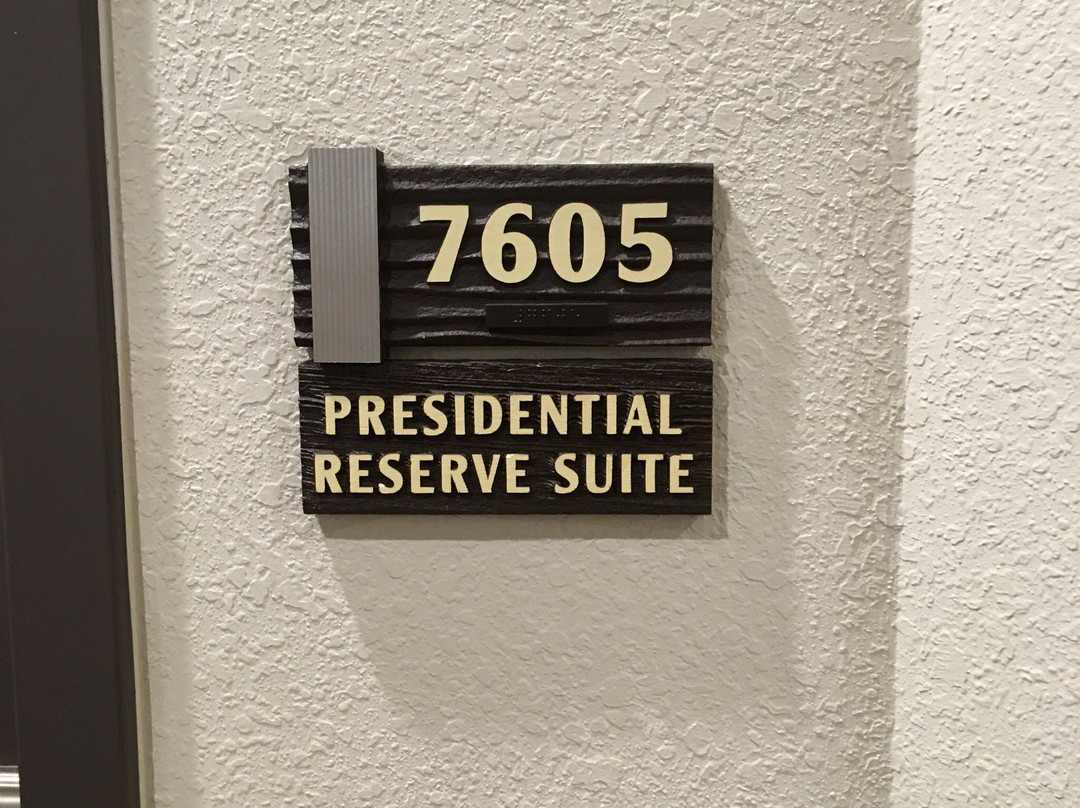 7605
PRESIDENTIAL
RESERVE SUITE